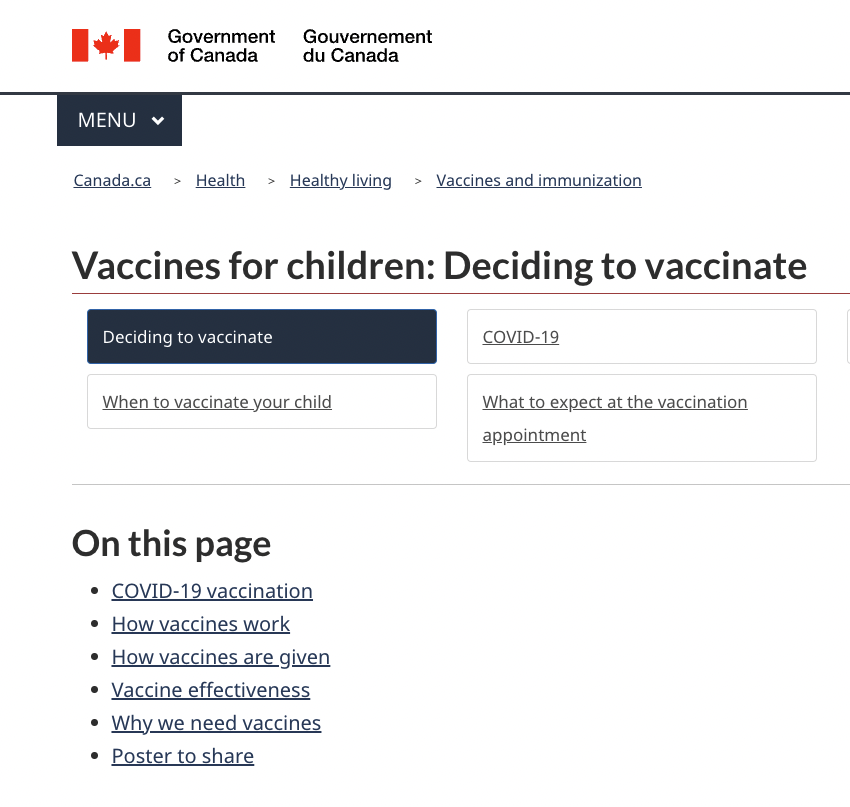 Government of Canada
Gouvernement du Canada
MENU
Canada.ca > Health > Healthy living > Vaccines and immunization
Vaccines for children: Deciding to vaccinate
Deciding to vaccinate
COVID-19
When to vaccinate your child
What to expect at the vaccination
appointment
On this page
COVID-19 vaccination
How vaccines work
How vaccines are given
Vaccine effectiveness
Why we need vaccines
Poster to share